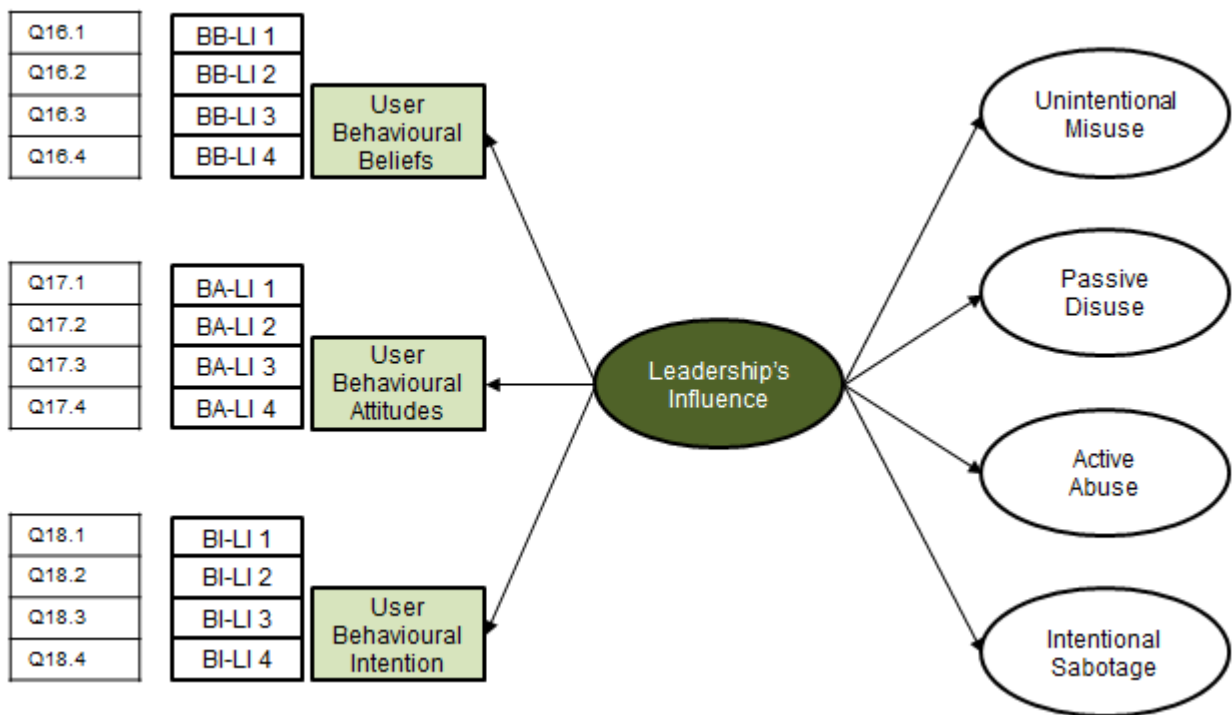 Q16.1
Q16.2
Q16.3
Q16.4
BB-LI 1
BB-LI 2
BB-LI 3
BB-LI 4
User
Behavioural
Beliefs
Q17.1
Q17.2
Q17.3
Q17.4
BA-LI 1
BA-LI 2
BA-LI 3
BA-LI 4
User
Behavioural
Attitudes
Q18.1
Q18.2
Q18.3
Q18.4
BI-LI 1
BI-LI 2
BI-LI 3
BI-LI 4
User
Behavioural
Intention
Leadership's
Influence
Unintentional
Misuse
Passive
Disuse
Active
Abuse
Intentional
Sabotage